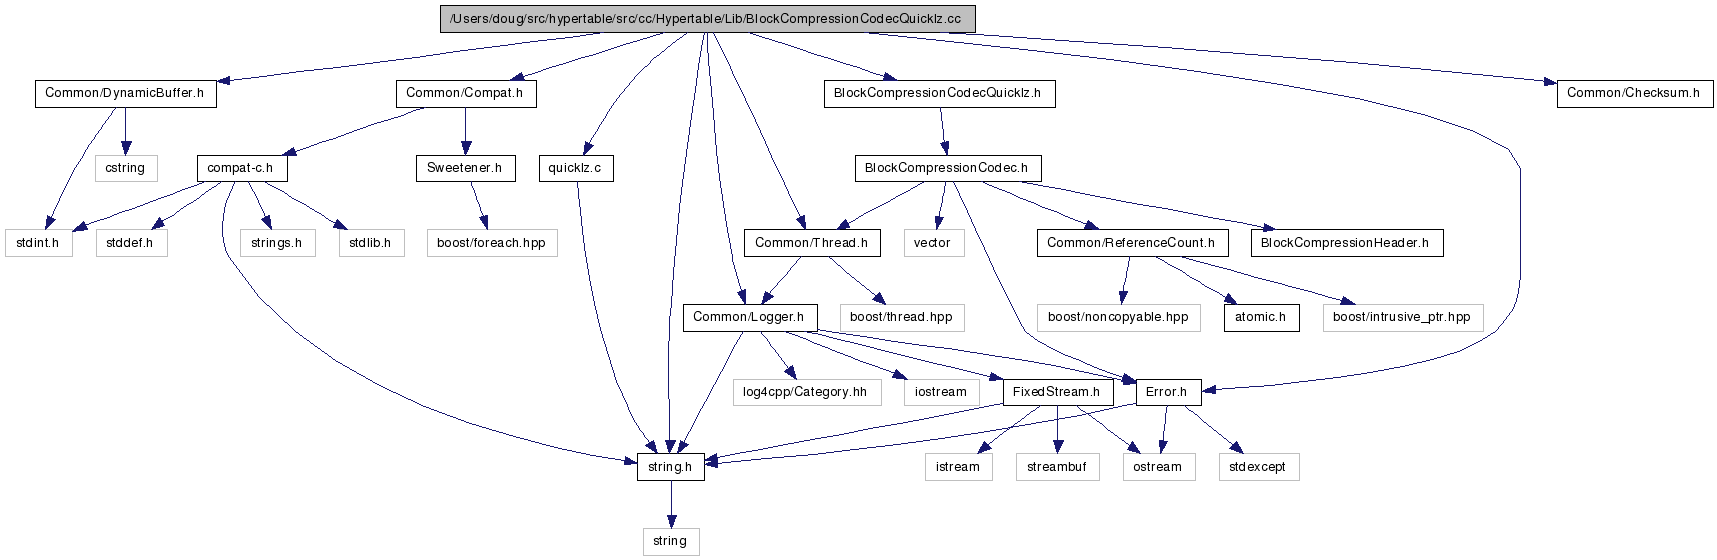 /Users/doug/src/hypertable/src/cc/Hypertable/Lib/BlockCompressionCodecQuicklz.cc
Common/DynamicBuffer.h
Common/Compat.h
BlockCompressionCodecQuicklz.h
Common/Checksum.h
cstring
compat-c.h
Sweetener.h
quicklz.c
BlockCompressionCodec.h
stdint.h
stddef.h
strings.h
stdlib.h
boost/foreach.hpp
Common/Thread.h
vector
Common/ReferenceCount.h
BlockCompressionHeader.h
Common/Logger.h
boost/thread.hpp
boost/noncopyable.hpp
atomic.h
boost/intrusive_ptr.hpp
log4cpp/Category.hh
iostream
FixedStream.h
Error.h
string.h
istream
streambuf
ostream
stdexcept
string